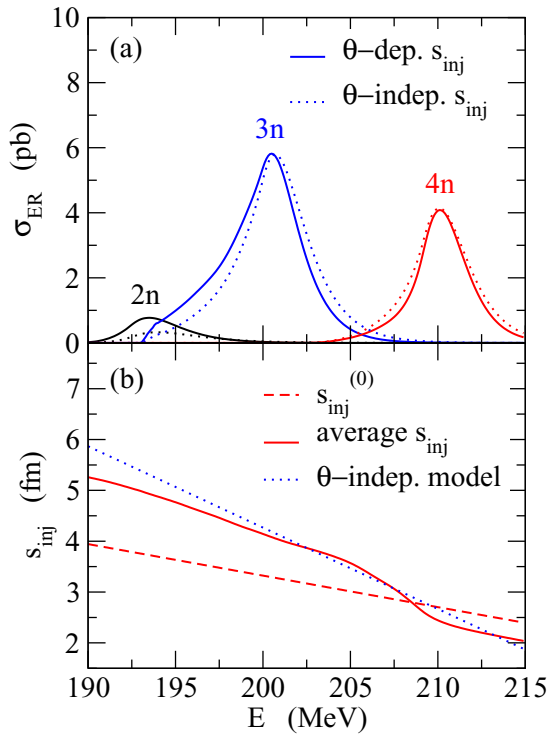 10
(a)
θ−dep. s_inj
θ−indep. s_inj
8
3n
6
4n
4
2n
2
0
σ_ER (pb)
(b)
s_inj^(0)
average s_inj
θ−indep. model
7
6
5
4
3
2
s_inj (fm)
190 195 200 205 210 215
E (MeV)